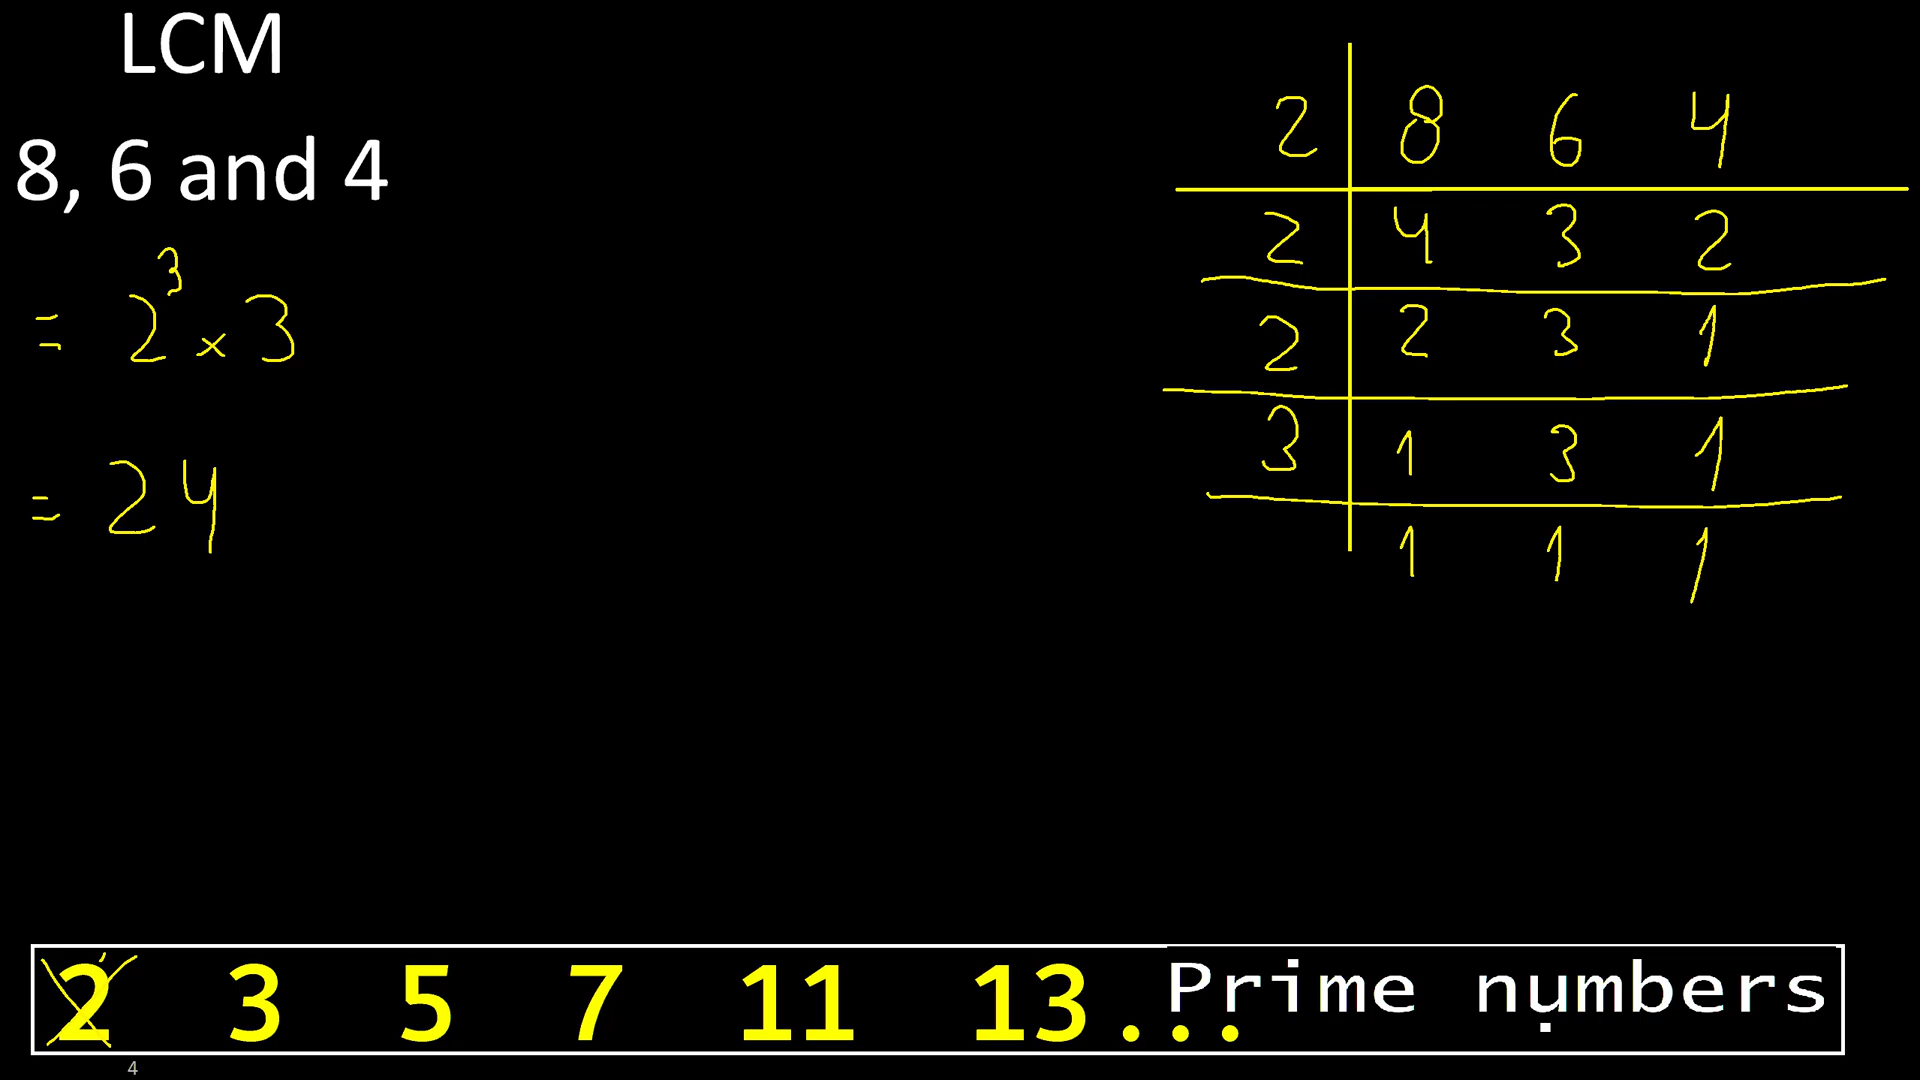 LCM
8, 6 and 4
= 2³ × 3
= 24
2 8 6 4
2 4 3 2
2 2 3 1
3 1 3 1
1 1 1
2 3 5 7 11 13 ... Prime numbers
4